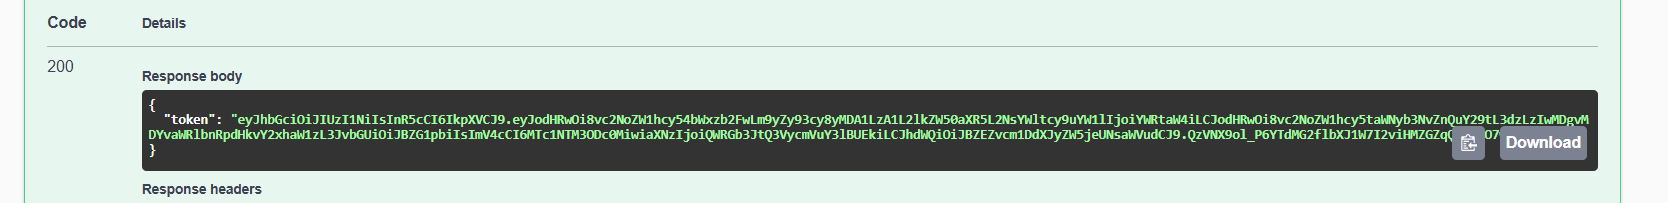 Code
Details
200
Response body
{
"token": "eyJhbGciOiJIUzI1NiIsInR5cCI6IkpXVCJ9.eyJodHRwOi8vc2NoZW1hcy54bWxzb2FwLm9yZy93cy8yMDA1LzA1L2lkZW50aXR5L2NsYWltcy9uYW1lIjoiYWRtaW4iLCJodHRwOi8vc2NoZW1hcy5taWNyb3NvZnQuY29tL3dzLzIwMDgvM
DYvaWRlbnRpdHkvY2xhaW1zL3JvbGUiOiJBZG1pbiIsImV4cCI6MTc1NTM3ODc0MiwiaXNzIjoiQWRGb3JtQ3VycmVuY3lBUEkiLCJhdWQiOiJBZEZvcm1DdXJyZW5jeUNsaWVudCJ9.QzVNX9ol_P6YTdMG2flbXJ1W7I2viHMZGZq
}
Download
Response headers